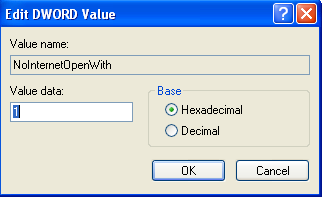 Edit DWORD Value
?
Value name:
NoInternetOpenWith
Value data:
1
Base
Hexadecimal
Decimal
OK
Cancel